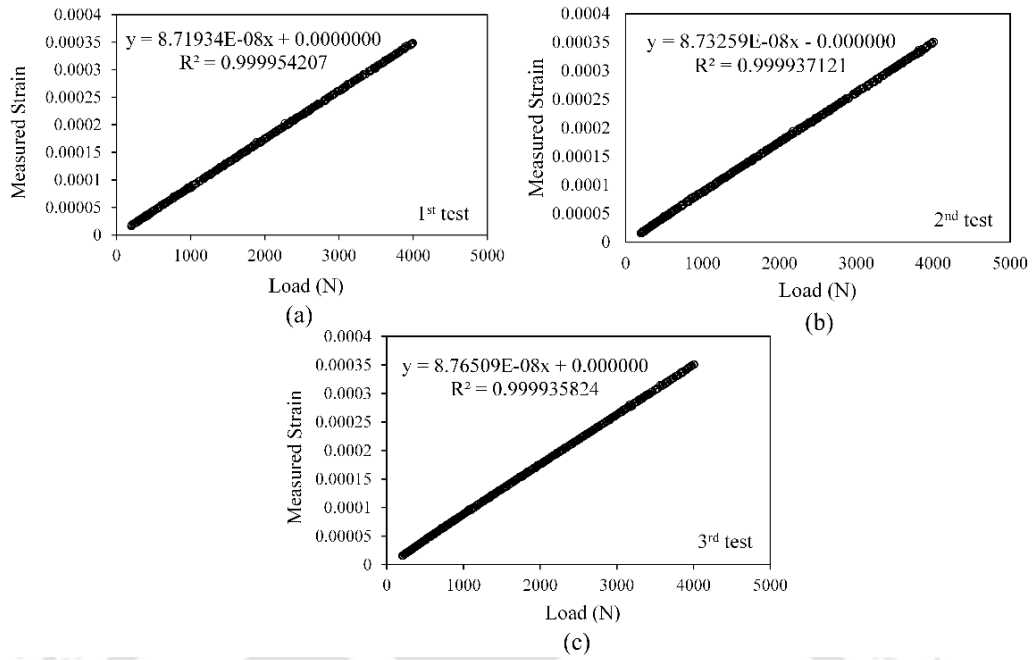 0.0004
0.00035
0.0003
0.00025
0.0002
0.00015
0.0001
0.00005
0
Measured Strain
y = 8.71934E-08x + 0.0000000
R² = 0.999954207
1st test
0 1000 2000 3000 4000 5000
Load (N)
(a)
0.0004
0.00035
0.0003
0.00025
0.0002
0.00015
0.0001
0.00005
0
Measured Strain
y = 8.73259E-08x - 0.000000
R² = 0.999937121
2nd test
0 1000 2000 3000 4000 5000
Load (N)
(b)
0.0004
0.00035
0.0003
0.00025
0.0002
0.00015
0.0001
0.00005
0
Measured Strain
y = 8.76509E-08x + 0.000000
R² = 0.999935824
3rd test
0 1000 2000 3000 4000 5000
Load (N)
(c)